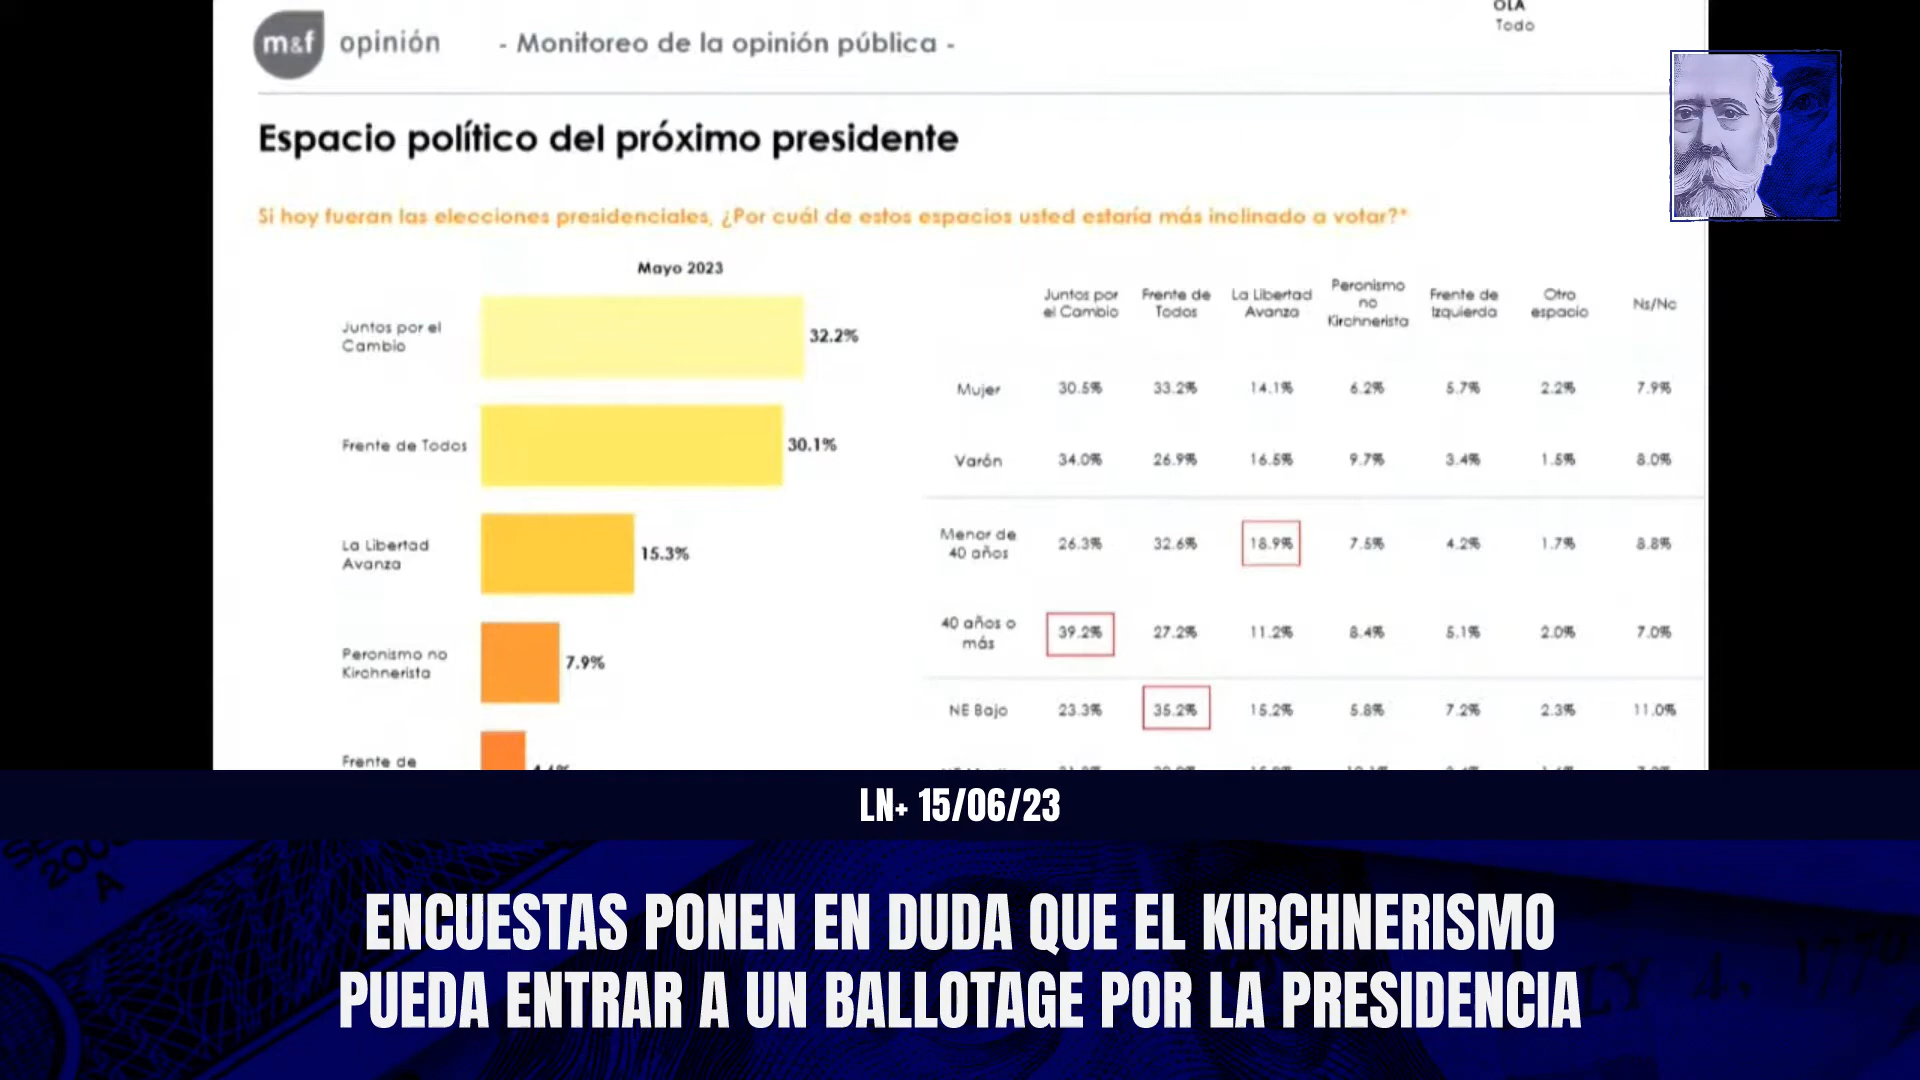 OLA
Todo
m&f opinión - Monitoreo de la opinión pública -
Espacio político del próximo presidente
Si hoy fueran las elecciones presidenciales, ¿Por cuál de estos espacios usted estaría más inclinado a votar?*
Mayo 2023
Juntos por el
Cambio
32.2%
Frente de Todos
30.1%
La Libertad
Avanza
15.3%
Peronismo no
Kirchnerista
7.9%
Frente de
Juntos por
el Cambio
Frente de
Todos
La Libertad
Avanza
Peronismo
no
Kirchnerista
Frente de
Izquierda
Otro
espacio
Ns/Nc
Mujer 30.5% 33.2% 14.1% 6.2% 5.7% 2.2% 7.9%
Varón 34.0% 26.9% 16.5% 9.7% 3.4% 1.5% 8.0%
Menor de
40 años
26.3% 32.6% 18.9% 7.5% 4.2% 1.7% 8.8%
40 años o
más
39.2% 27.2% 11.2% 8.4% 5.1% 2.0% 7.0%
NE Bajo 23.3% 35.2% 15.2% 5.8% 7.2% 2.3% 11.0%
LN+ 15/06/23
ENCUESTAS PONEN EN DUDA QUE EL KIRCHNERISMO
PUEDA ENTRAR A UN BALLOTAGE POR LA PRESIDENCIA